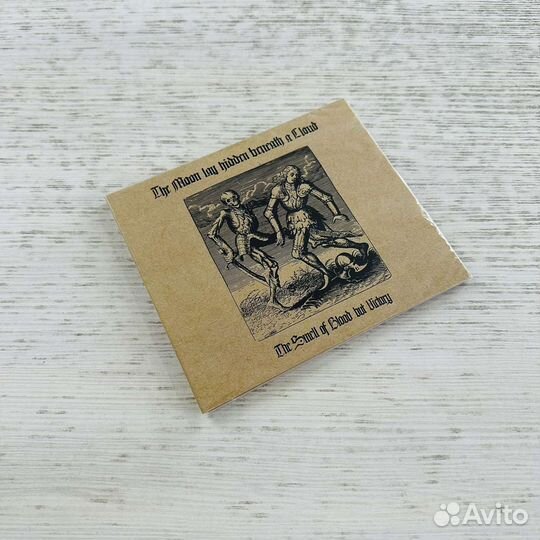 The Moon lay hidden beneath a Cloud
The Smell of Blood but Victory
Avito